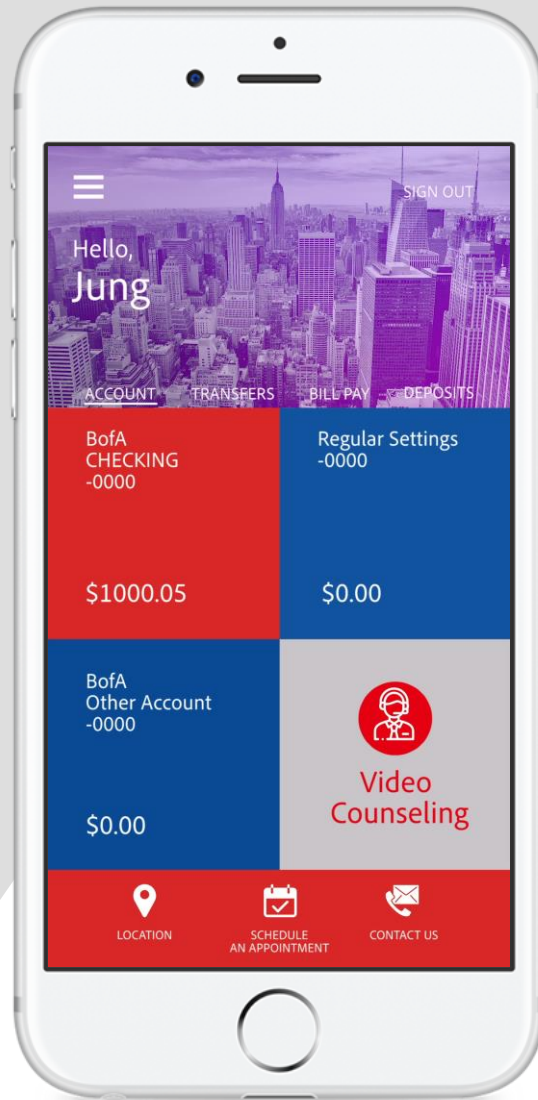 SIGN OUT
Hello,
Jung
ACCOUNT TRANSFERS BILL PAY DEPOSITS
BofA
CHECKING
-0000
$1000.05
Regular Settings
-0000
$0.00
BofA
Other Account
-0000
$0.00
Video
Counseling
LOCATION
SCHEDULE
AN APPOINTMENT
CONTACT US